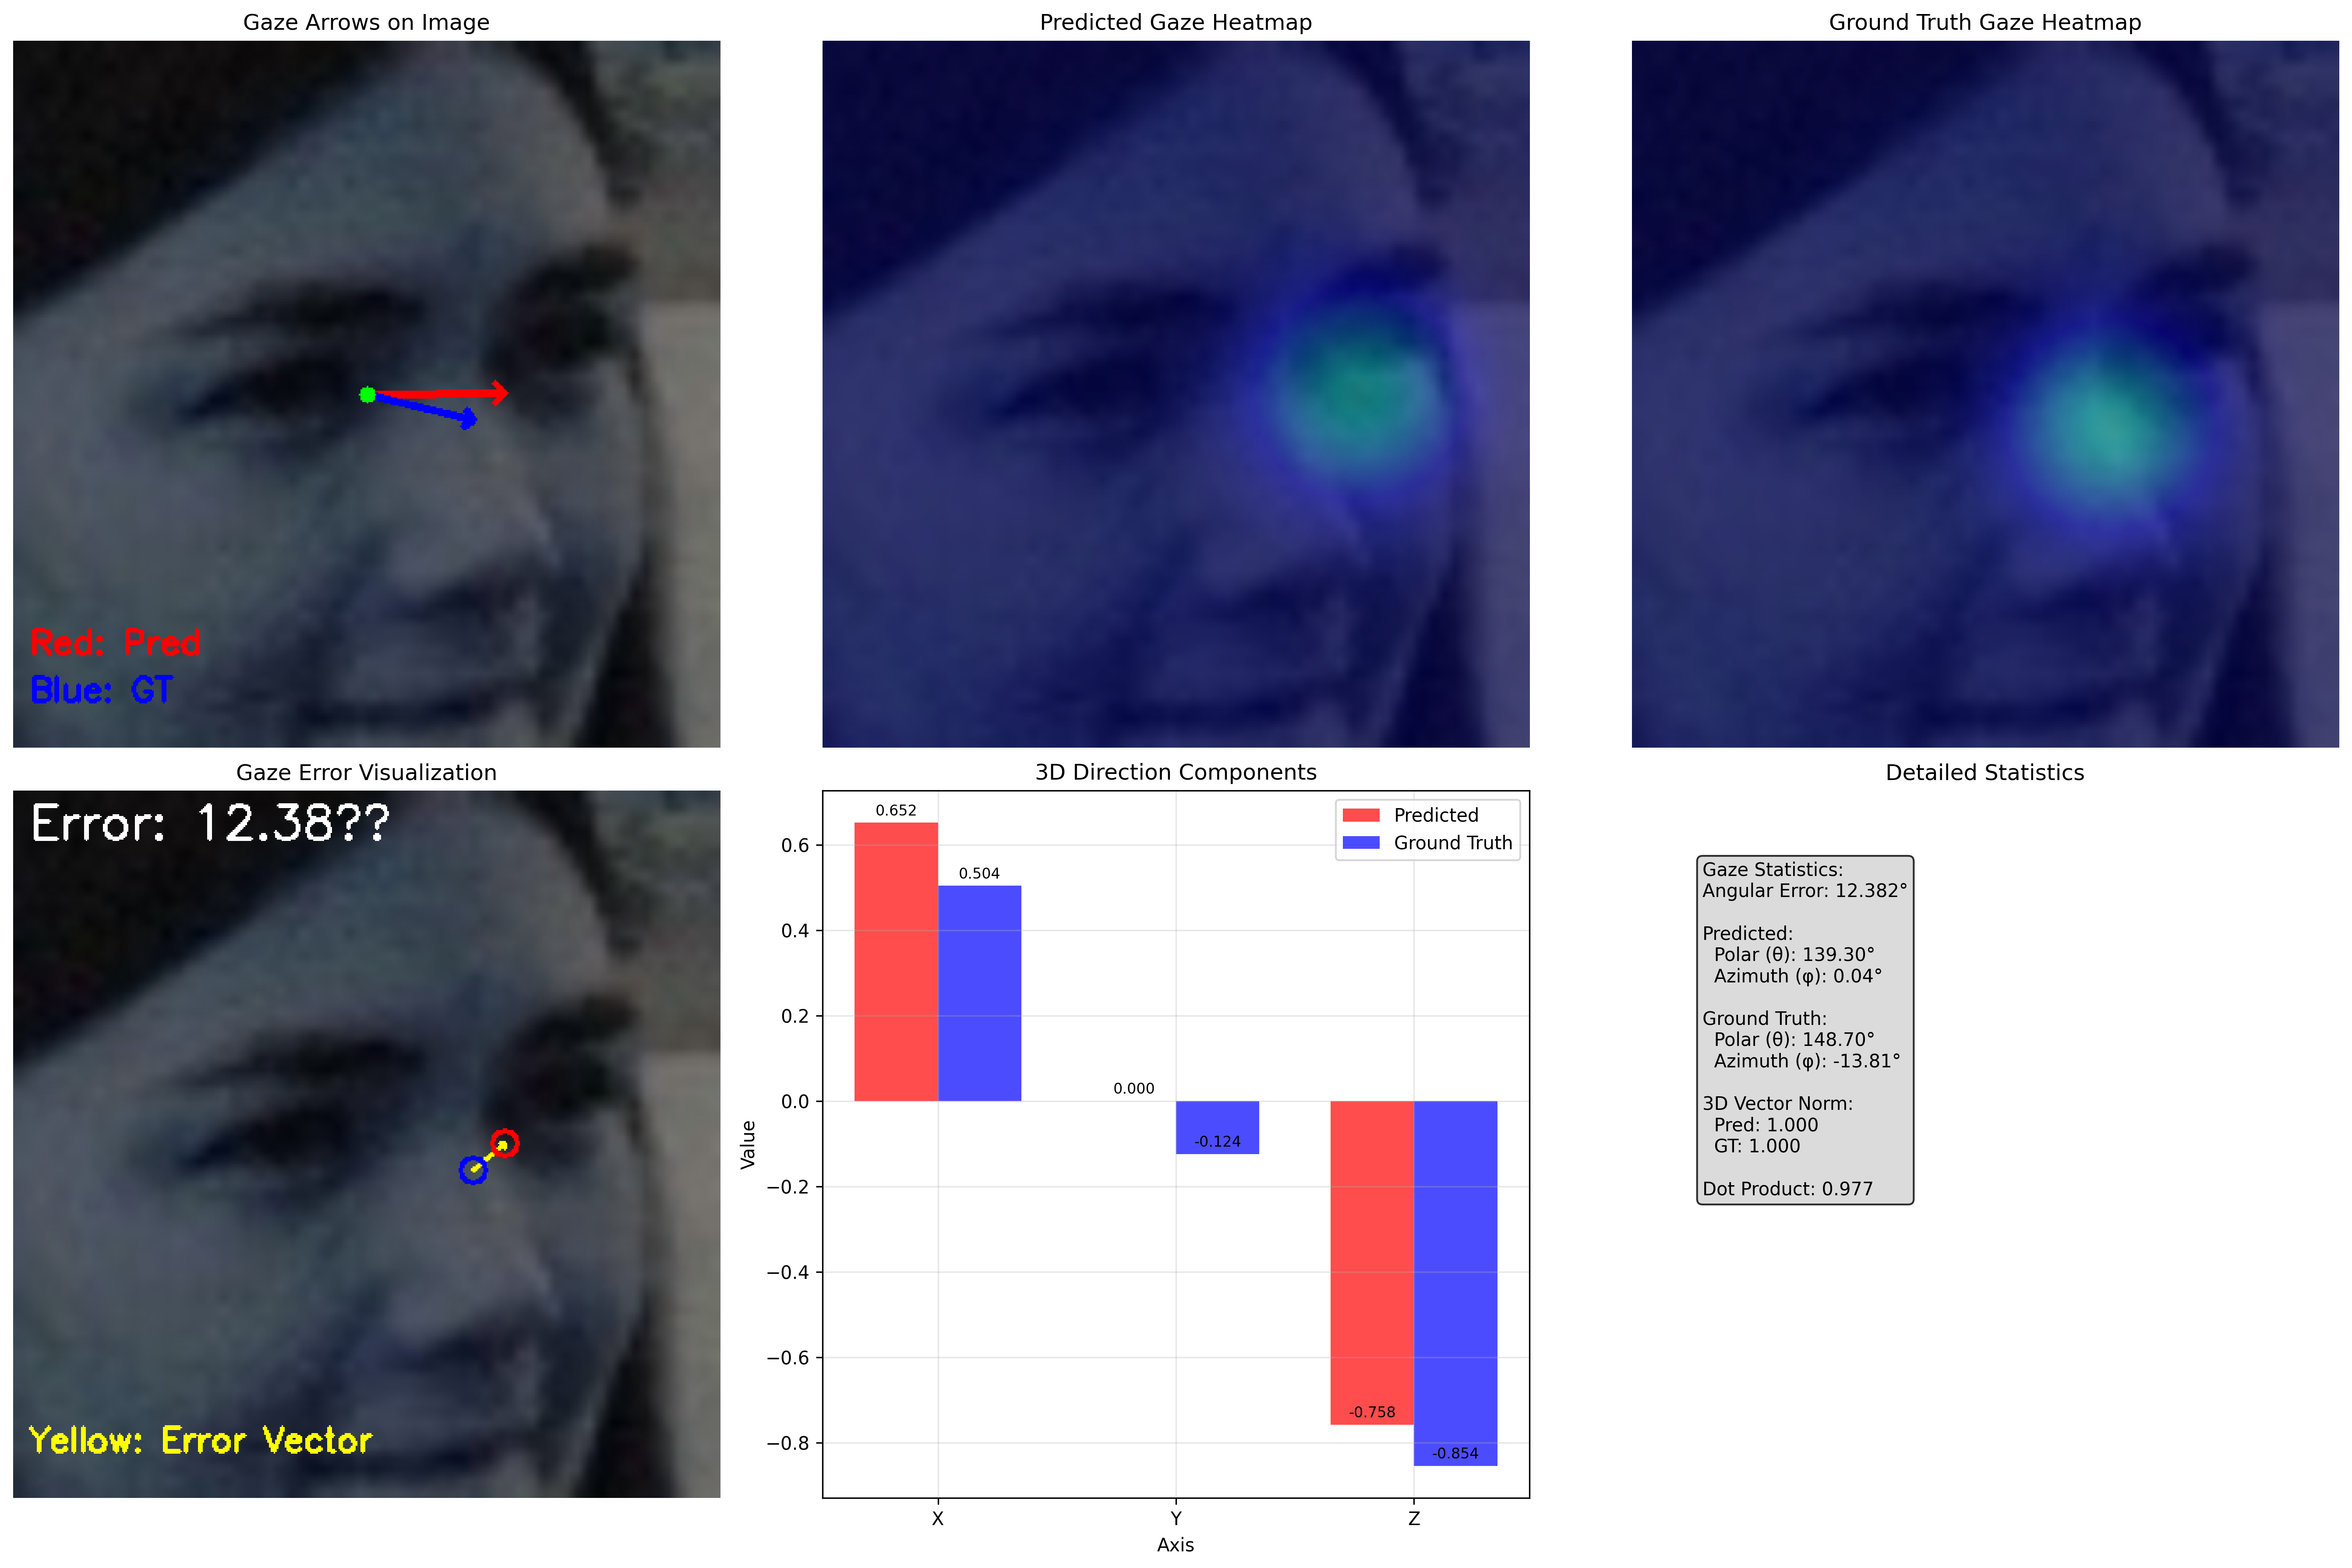 Gaze Arrows on Image
Predicted Gaze Heatmap
Ground Truth Gaze Heatmap
Red: Pred
Blue: GT
Gaze Error Visualization
Error: 12.38??
Yellow: Error Vector
3D Direction Components
Predicted
Ground Truth
0.652
0.504
0.000
-0.124
-0.758
-0.854
0.6
0.4
0.2
0.0
−0.2
−0.4
−0.6
−0.8
Value
X
Y
Z
Axis
Detailed Statistics
Gaze Statistics:
Angular Error: 12.382°
Predicted:
Polar (θ): 139.30°
Azimuth (φ): 0.04°
Ground Truth:
Polar (θ): 148.70°
Azimuth (φ): -13.81°
3D Vector Norm:
Pred: 1.000
GT: 1.000
Dot Product: 0.977